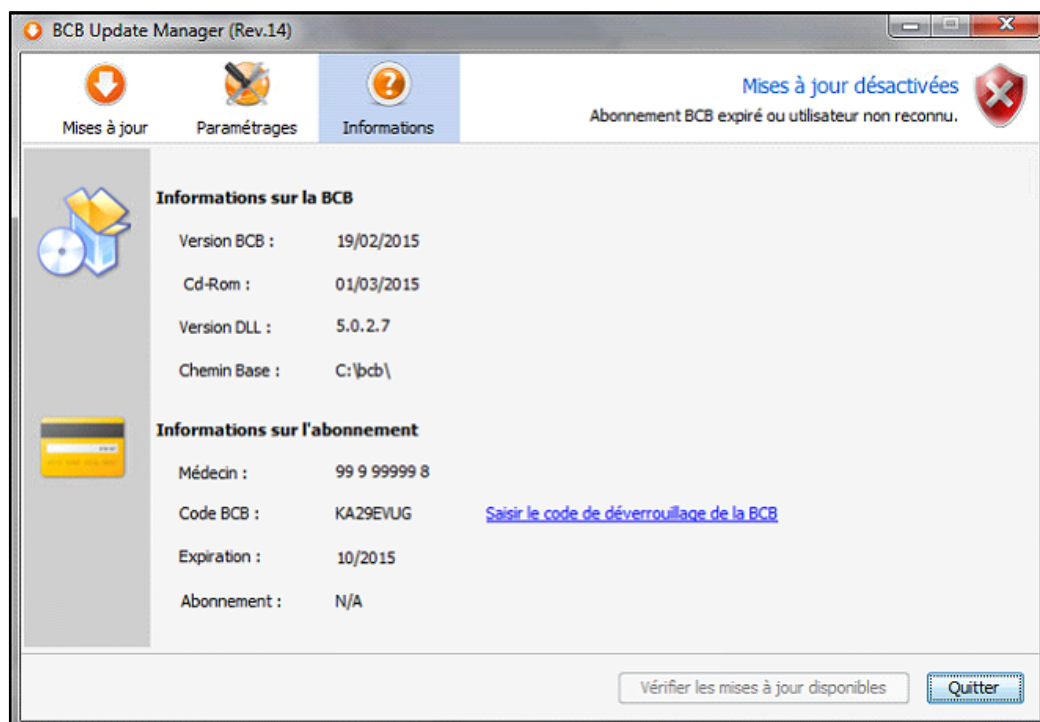 BCB Update Manager (Rev.14)
Mises à jour
Paramétrages
Informations
Mises à jour désactivées
Abonnement BCB expiré ou utilisateur non reconnu.
Informations sur la BCB
Version BCB : 19/02/2015
Cd-Rom : 01/03/2015
Version DLL : 5.0.2.7
Chemin Base : C:\bcb\
Informations sur l'abonnement
Médecin : 99 9 99999 8
Code BCB : KA29EVUG Saisir le code de déverrouillage de la BCB
Expiration : 10/2015
Abonnement : N/A
Vérifier les mises à jour disponibles
Quitter